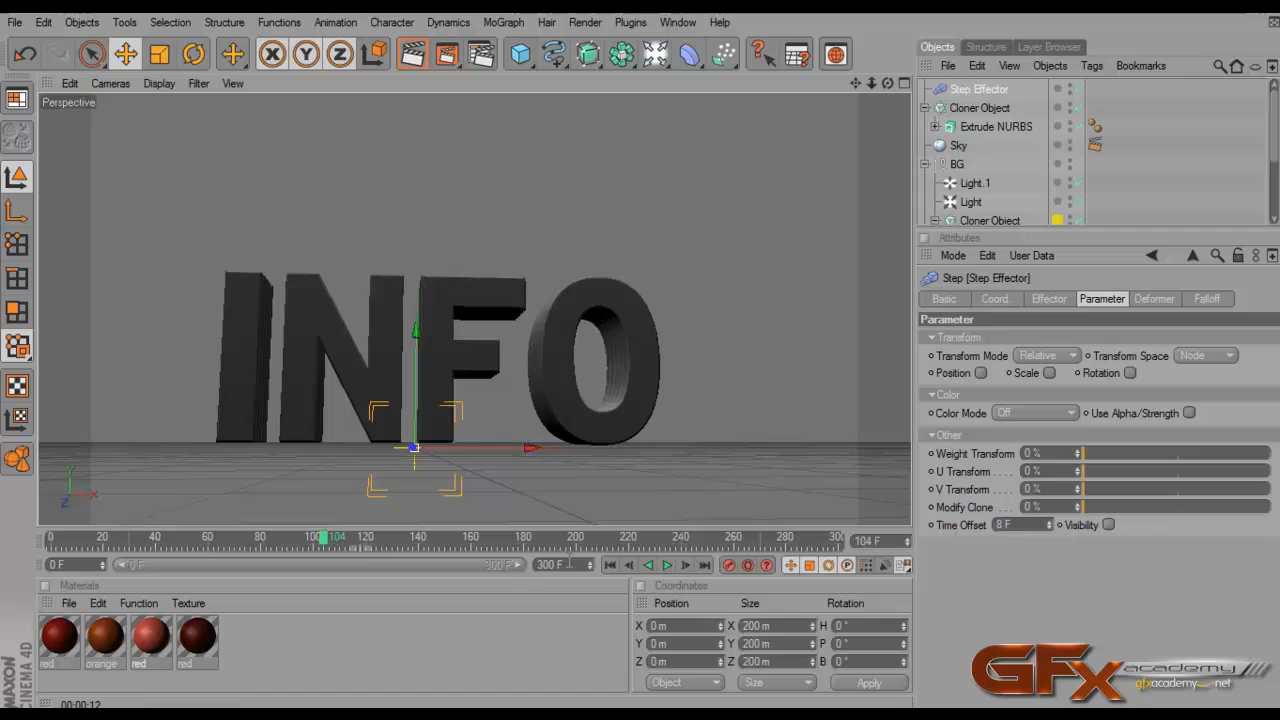 File Edit Objects Tools Selection Structure Functions Animation Character Dynamics MoGraph Hair Render Plugins Window Help
X Y Z
Objects Structure Layer Browser
File Edit View Objects Tags Bookmarks
Edit Cameras Display Filter View
Perspective
Step Effector
Cloner Object
Extrude NURBS
Sky
BG
Light.1
Light
Cloner Object
Attributes
Mode Edit User Data
Step [Step Effector]
Basic Coord. Effector Parameter Deformer Falloff
Parameter
Transform
Transform Mode Relative Transform Space Node
Position Scale Rotation
Color
Color Mode Off Use Alpha/Strength
Other
Weight Transform 0 %
U Transform 0 %
V Transform 0 %
Modify Clone 0 %
Time Offset 8 F Visibility
INFO
Y
X
Z
0 20 40 60 80 100 104 120 140 160 180 200 220 240 260 280 300 104 F
0 F 0 F 300 F 300 F
Materials
File Edit Function Texture
red orange red red
Coordinates
Position Size Rotation
X 0 m X 200 m H 0 °
Y 0 m Y 200 m P 0 °
Z 0 m Z 200 m B 0 °
Object Size Apply
MAXON CINEMA 4D
00:00:12
GFx academy
gfxacademy.net